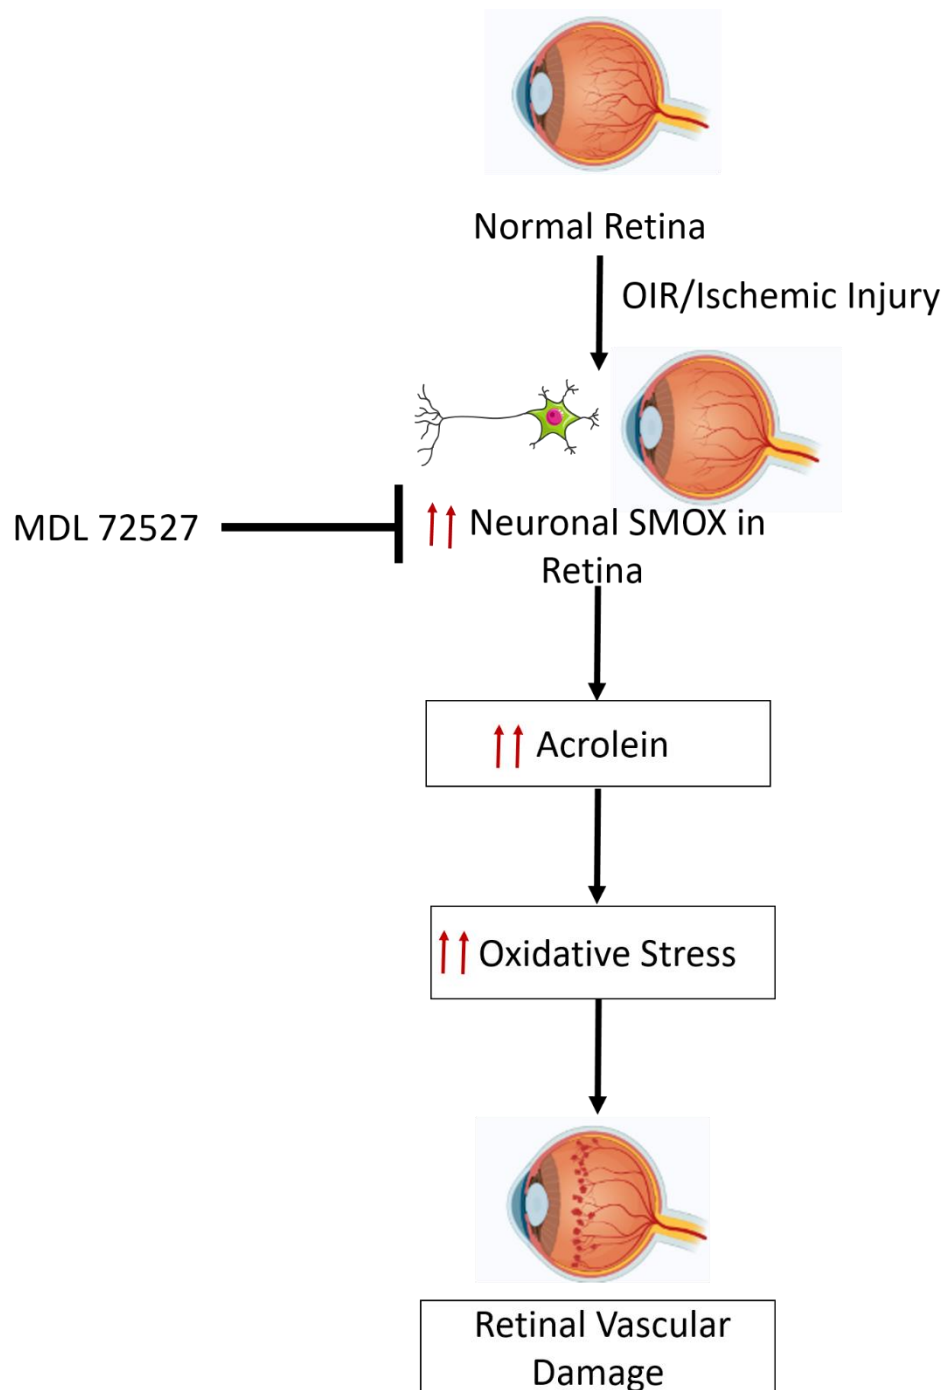 Normal Retina
OIR/Ischemic Injury
MDL 72527
Neuronal SMOX in
Retina
Acrolein
Oxidative Stress
Retinal Vascular
Damage